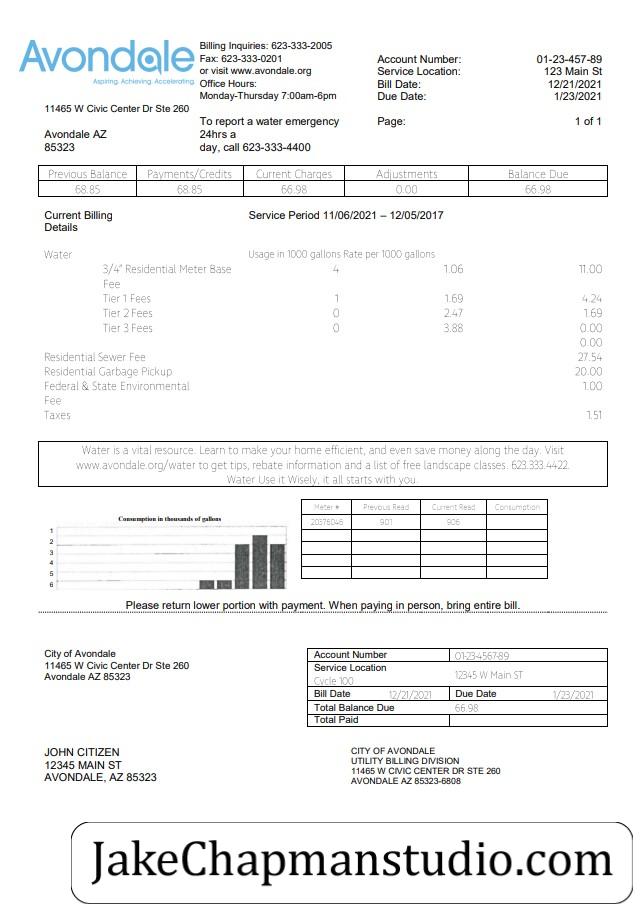 Avondale
Aspiring. Achieving. Accelerating.
11465 W Civic Center Dr Ste 260
Avondale AZ
85323
Billing Inquiries: 623-333-2005
Fax: 623-333-0201
or visit www.avondale.org
Office Hours:
Monday-Thursday 7:00am-6pm
To report a water emergency
24hrs a
day, call 623-333-4400
Account Number: 01-23-457-89
Service Location: 123 Main St
Bill Date: 12/21/2021
Due Date: 1/23/2021
Page: 1 of 1
Previous Balance Payments/Credits Current Charges Adjustments Balance Due
68.85 68.85 66.98 0.00 66.98
Current Billing
Details
Service Period 11/06/2021 – 12/05/2017
Water Usage in 1000 gallons Rate per 1000 gallons
3/4" Residential Meter Base 4 1.06 11.00
Fee
Tier 1 Fees 1 1.69 4.24
Tier 2 Fees 0 2.47 1.69
Tier 3 Fees 0 3.88 0.00
0.00
Residential Sewer Fee 27.54
Residential Garbage Pickup 20.00
Federal & State Environmental 1.00
Fee
Taxes 1.51
Water is a vital resource. Learn to make your home efficient, and even save money along the day. Visit
www.avondale.org/water to get tips, rebate information and a list of free landscape classes. 623.333.4422.
Water Use it Wisely, it all starts with you.
Consumption in thousands of gallons
1
2
3
4
5
6
Meter # Previous Read Current Read Consumption
20376046 901 906
Please return lower portion with payment. When paying in person, bring entire bill.
City of Avondale
11465 W Civic Center Dr Ste 260
Avondale AZ 85323
Account Number 01-23-4567-89
Service Location
Cycle 100 12345 W Main ST
Bill Date 12/21/2021 Due Date 1/23/2021
Total Balance Due 66.98
Total Paid
JOHN CITIZEN
12345 MAIN ST
AVONDALE, AZ 85323
CITY OF AVONDALE
UTILITY BILLING DIVISION
11465 W CIVIC CENTER DR STE 260
AVONDALE AZ 85323-6808
JakeChapmanstudio.com